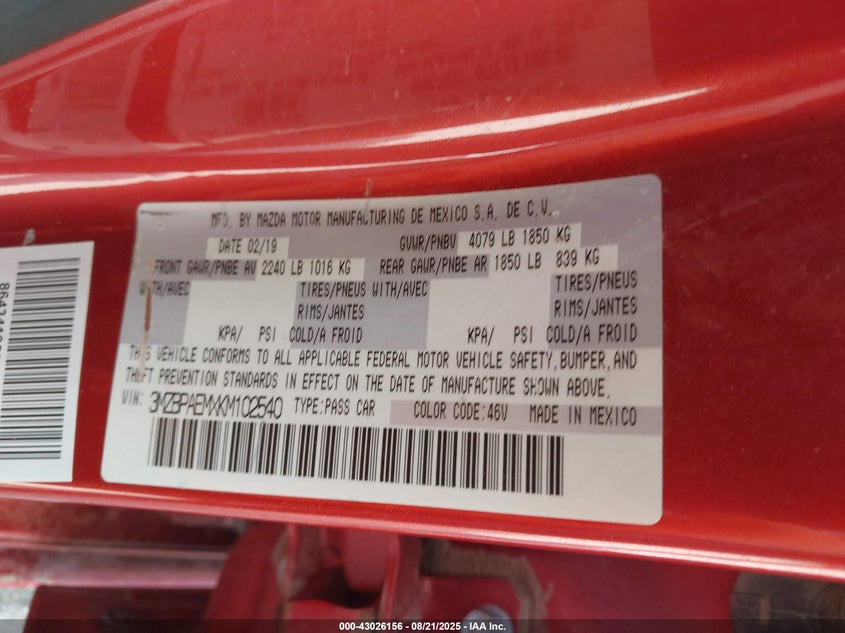 MFD. BY MAZDA MOTOR MANUFACTURING DE MEXICO S.A. DE C.V.
DATE 02/19 GVWR/PNBV 4079 LB 1850 KG
FRONT GAWR/PNBE AV 2240 LB 1016 KG REAR GAWR/PNBE AR 1850 LB 839 KG
WITH/AVEC TIRES/PNEUS WITH/AVEC TIRES/PNEUS
RIMS/JANTES RIMS/JANTES
KPA/ PSI COLD/A FROID KPA/ PSI COLD/A FROID
THIS VEHICLE CONFORMS TO ALL APPLICABLE FEDERAL MOTOR VEHICLE SAFETY, BUMPER, AND
THEFT PREVENTION STANDARDS IN EFFECT ON THE DATE OF MANUFACTURE SHOWN ABOVE.
VIN: 3MZBPAEMXKM102540 TYPE:PASS CAR COLOR CODE:46V MADE IN MEXICO
000-43026156 - 08/21/2025 - IAA Inc.